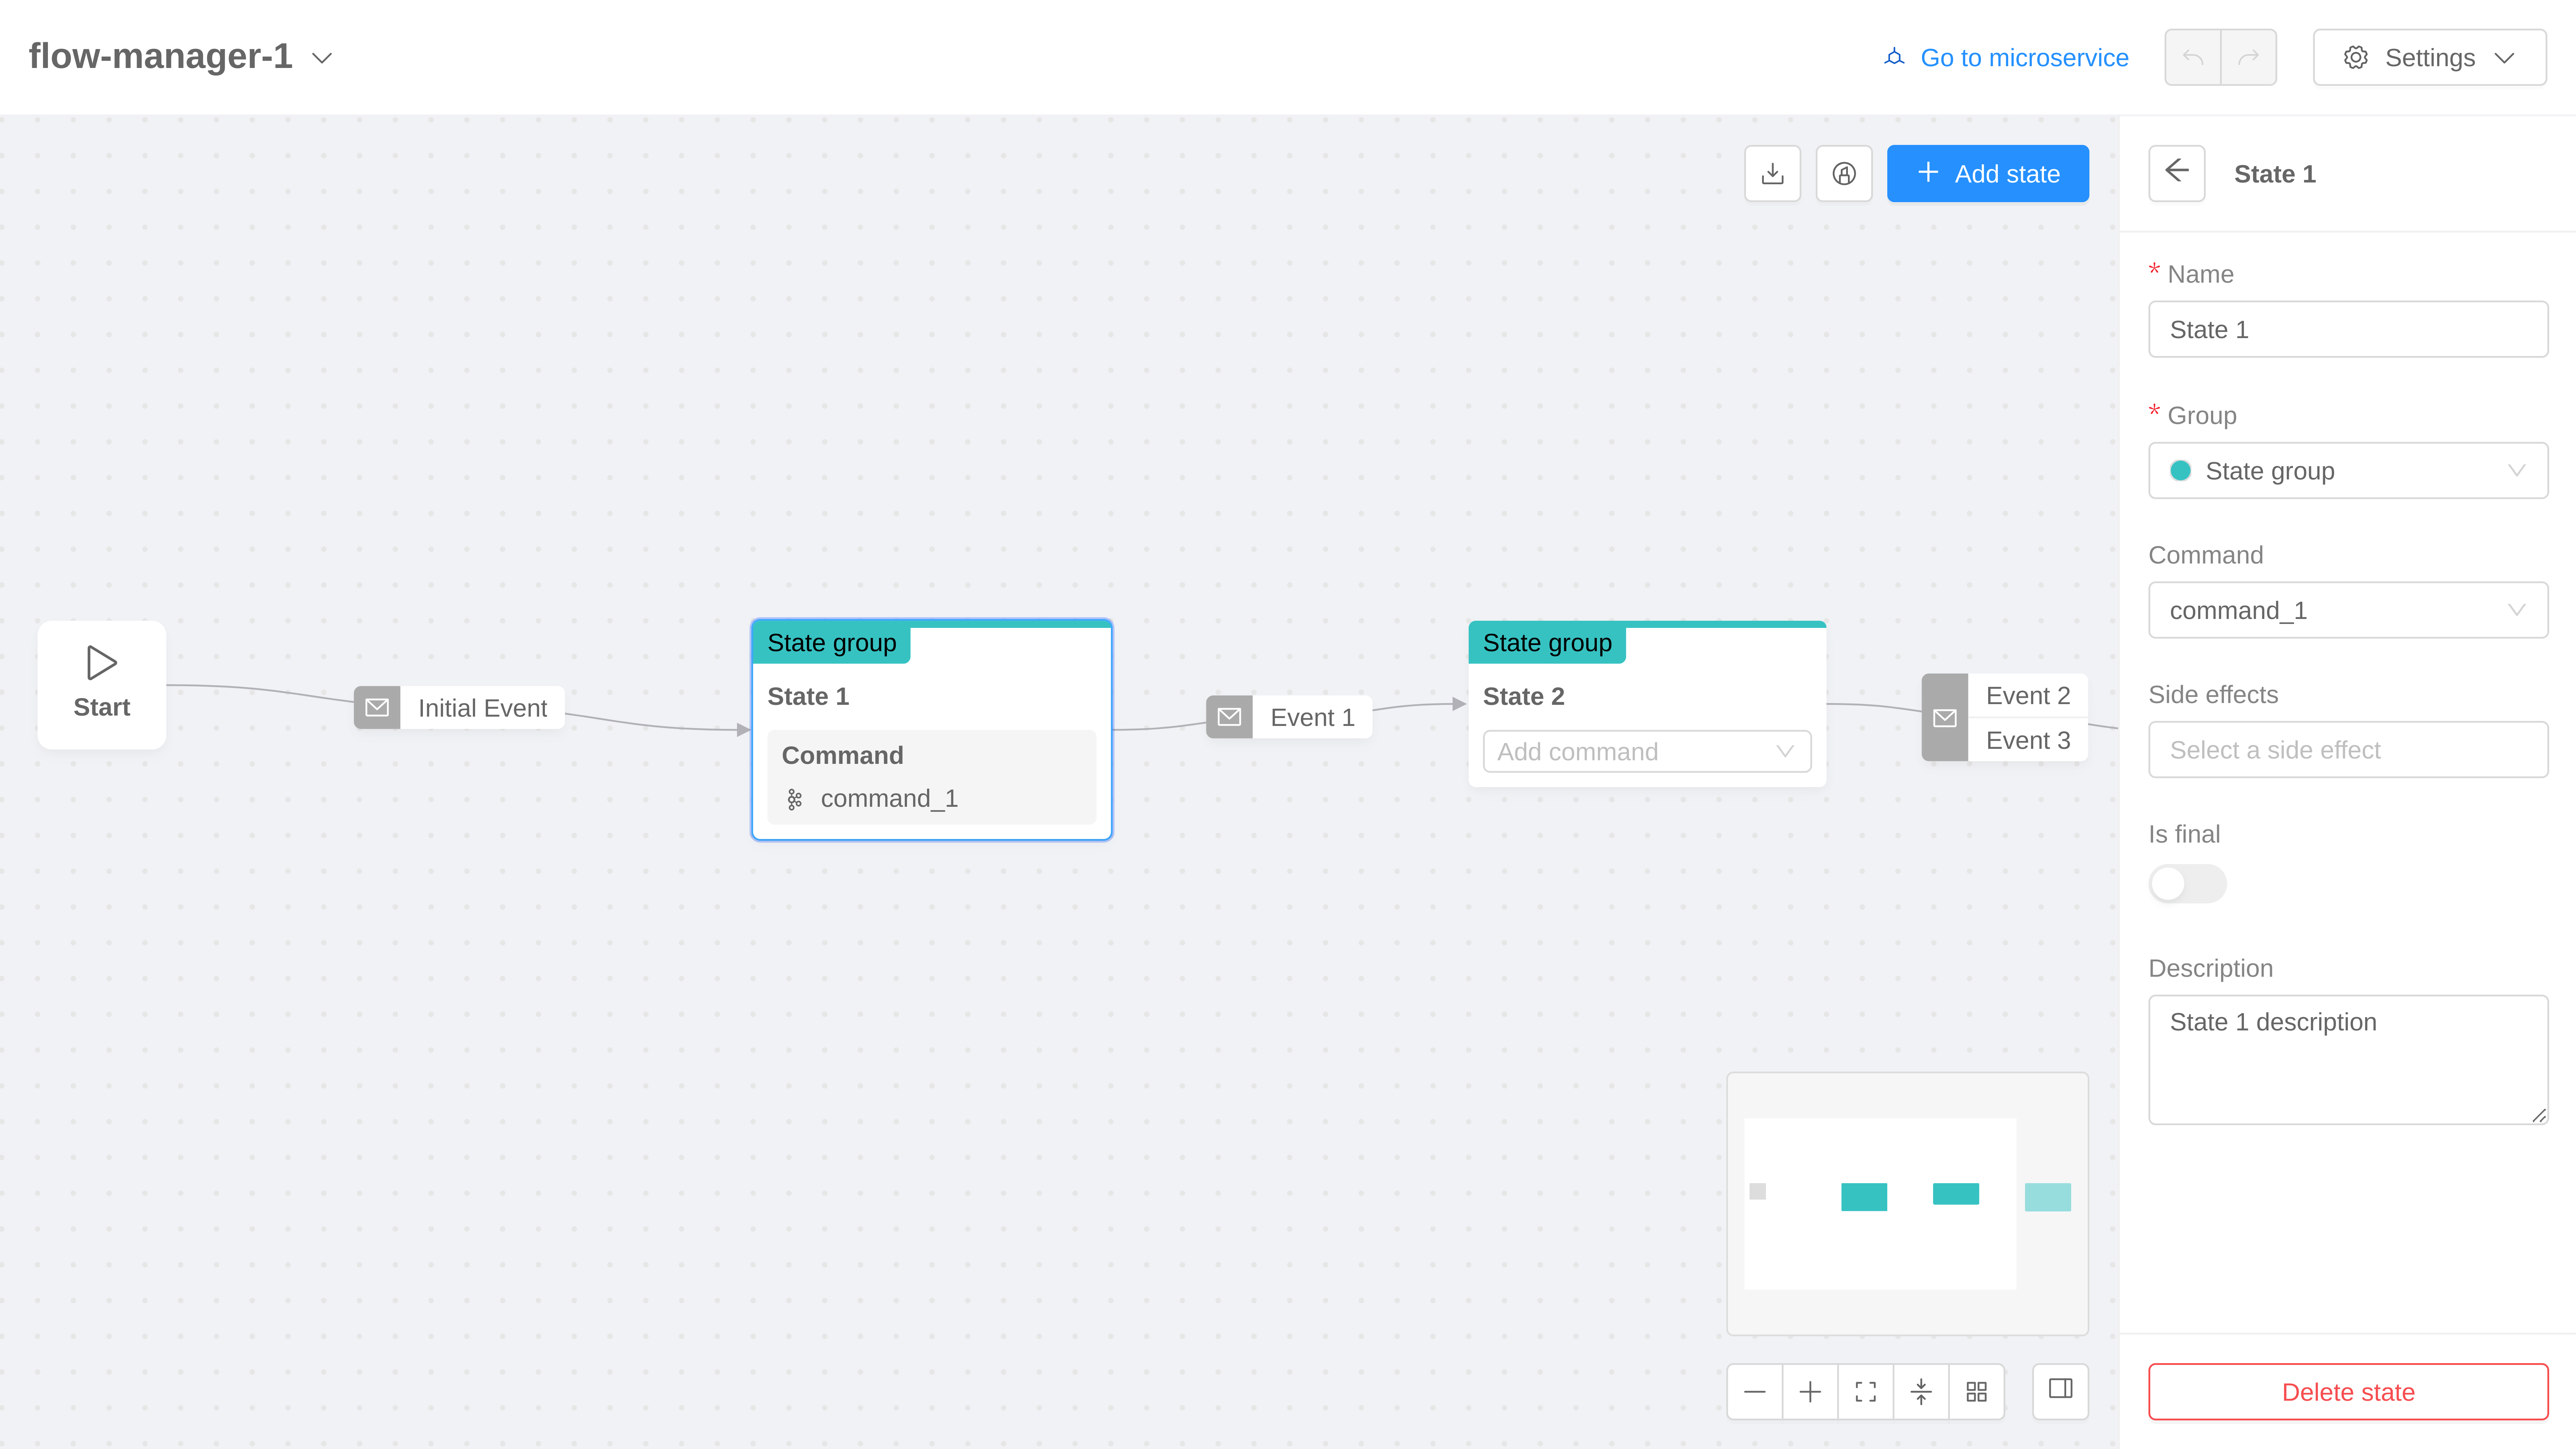 flow-manager-1
Go to microservice
Settings
Add state
State 1
* Name
State 1
* Group
State group
Command
command_1
Side effects
Select a side effect
Is final
Description
State 1 description
Delete state
Start
Initial Event
State group
State 1
Command
command_1
Event 1
State group
State 2
Add command
Event 2
Event 3